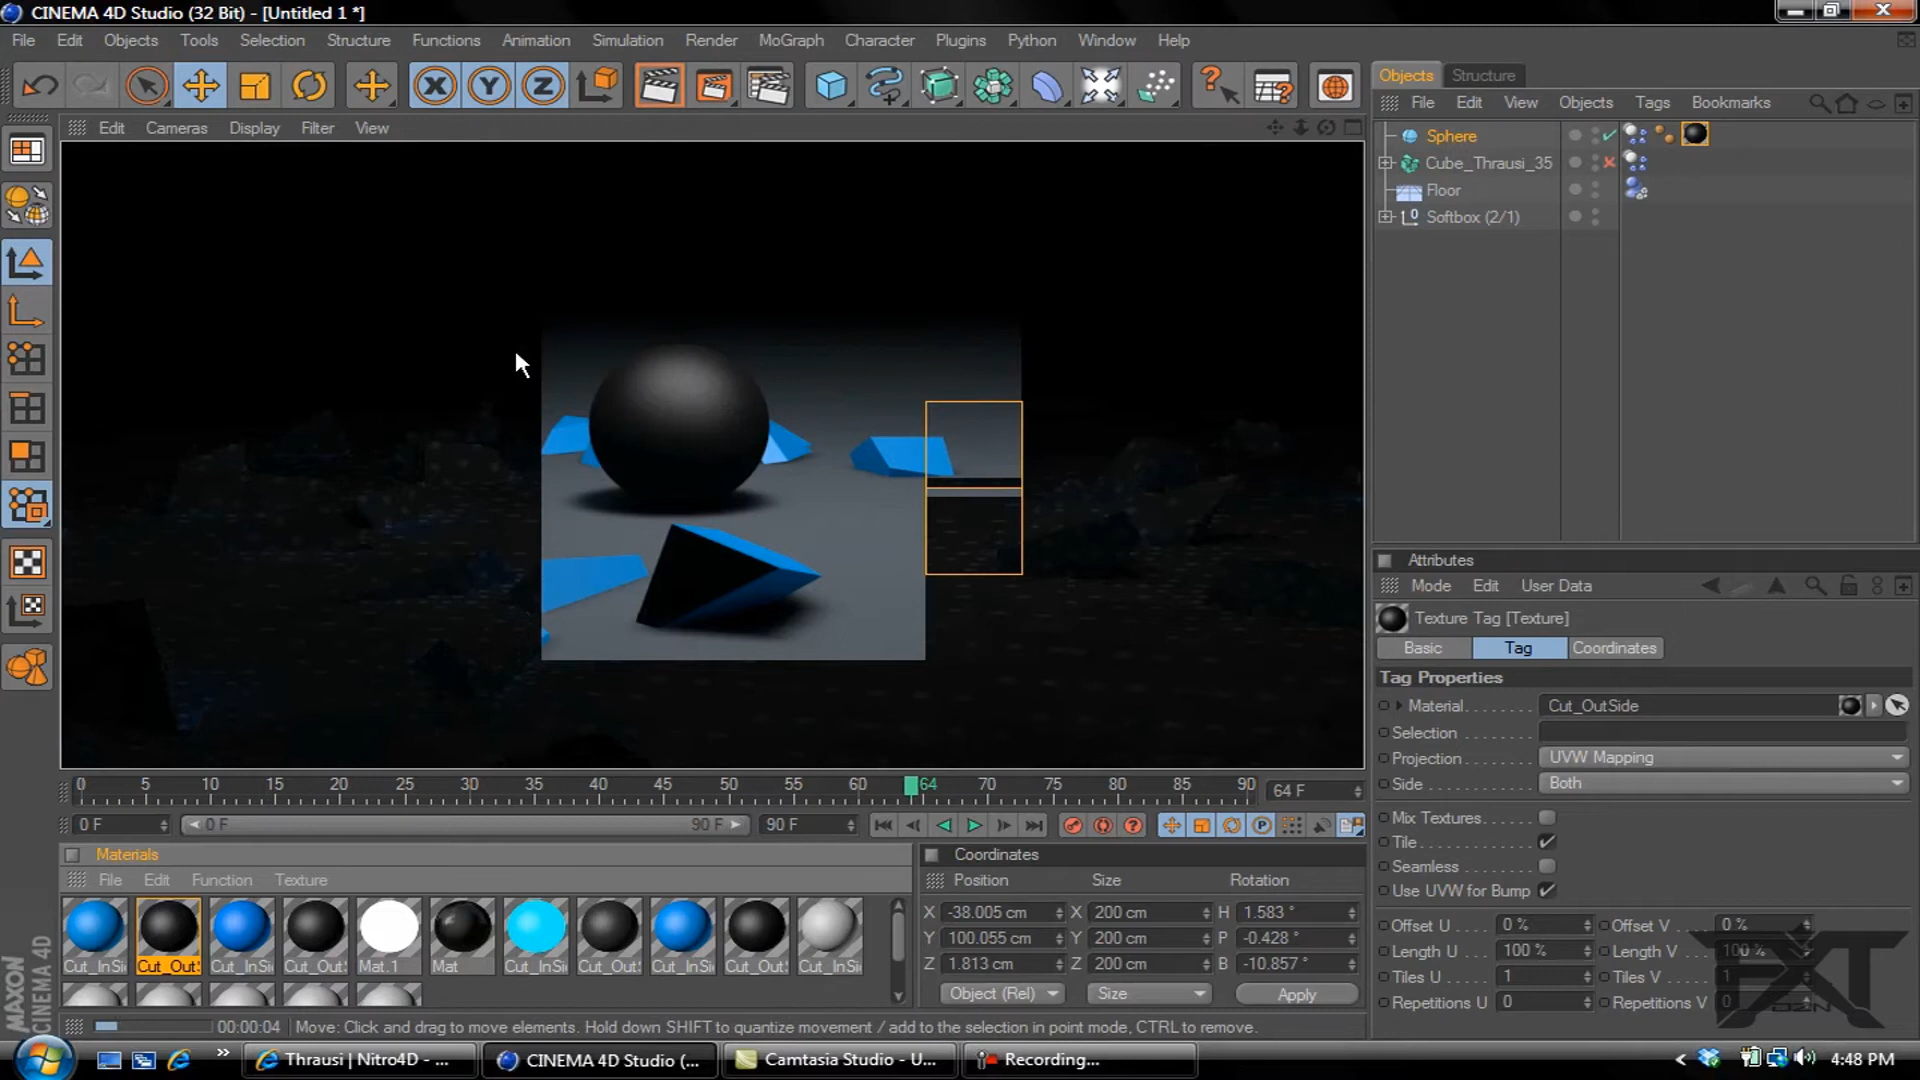 CINEMA 4D Studio (32 Bit) - [Untitled 1 *]
File Edit Objects Tools Selection Structure Functions Animation Simulation Render MoGraph Character Plugins Python Window Help
Objects Structure
File Edit View Objects Tags Bookmarks
Edit Cameras Display Filter View
Sphere
Cube_Thrausi_35
Floor
Softbox (2/1)
Attributes
Mode Edit User Data
Texture Tag [Texture]
Basic Tag Coordinates
Tag Properties
Material Cut_OutSide
Selection
Projection UVW Mapping
Side Both
Mix Textures
Tile
Seamless
Use UVW for Bump
Offset U 0 % Offset V 0 %
Length U 100 % Length V 100 %
Tiles U 1 Tiles V 1
Repetitions U 0 Repetitions V 0
0 5 10 15 20 25 30 35 40 45 50 55 60 64 70 75 80 85 90 64 F
0 F 0 F 90 F 90 F
Materials
File Edit Function Texture
Cut_InSi Cut_Out Cut_InSi Cut_Out Mat.1 Mat Cut_InSi Cut_Out Cut_InSi Cut_Out Cut_InSi
Coordinates
Position Size Rotation
X -38.005 cm X 200 cm H 1.583 °
Y 100.055 cm Y 200 cm P -0.428 °
Z 1.813 cm Z 200 cm B -10.857 °
Object (Rel) Size Apply
MAXON
CINEMA 4D
00:00:04 Move: Click and drag to move elements. Hold down SHIFT to quantize movement / add to the selection in point mode, CTRL to remove.
Thrausi | Nitro4D - ... CINEMA 4D Studio (... Camtasia Studio - U... Recording... 4:48 PM